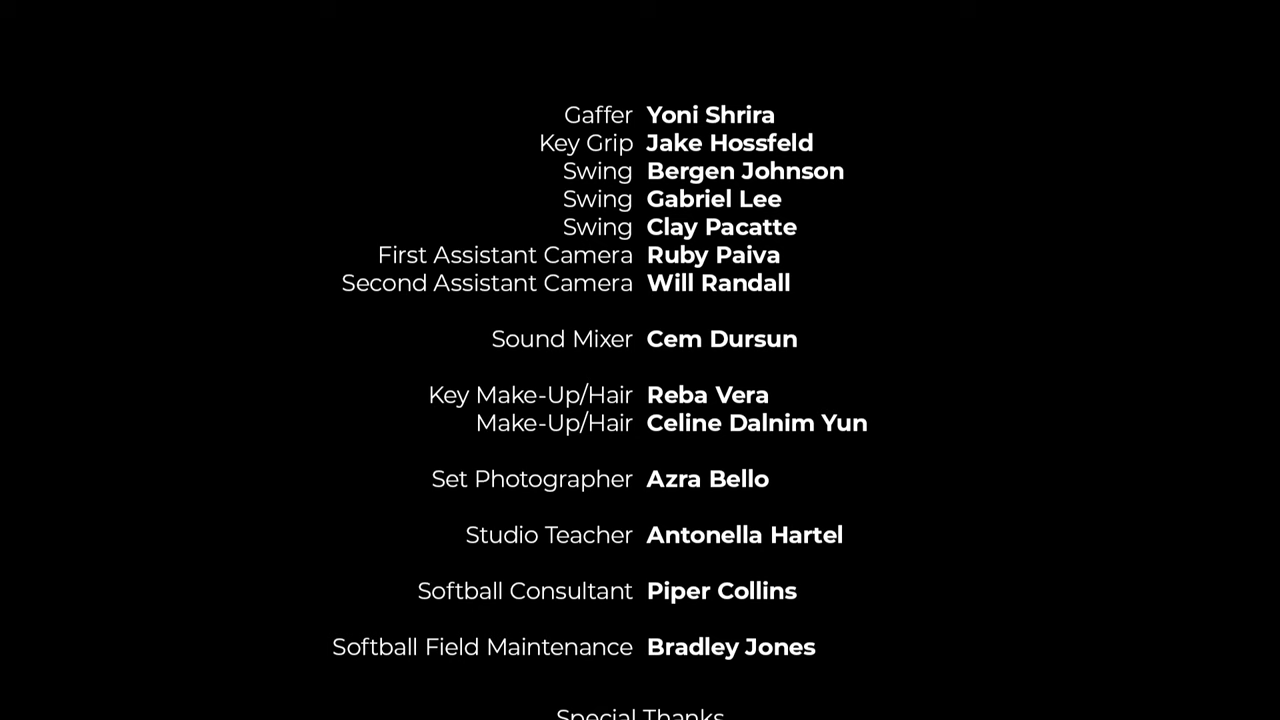 Gaffer Yoni Shrira
Key Grip Jake Hossfeld
Swing Bergen Johnson
Swing Gabriel Lee
Swing Clay Pacatte
First Assistant Camera Ruby Paiva
Second Assistant Camera Will Randall
Sound Mixer Cem Dursun
Key Make-Up/Hair Reba Vera
Make-Up/Hair Celine Dalnim Yun
Set Photographer Azra Bello
Studio Teacher Antonella Hartel
Softball Consultant Piper Collins
Softball Field Maintenance Bradley Jones
Special Thanks